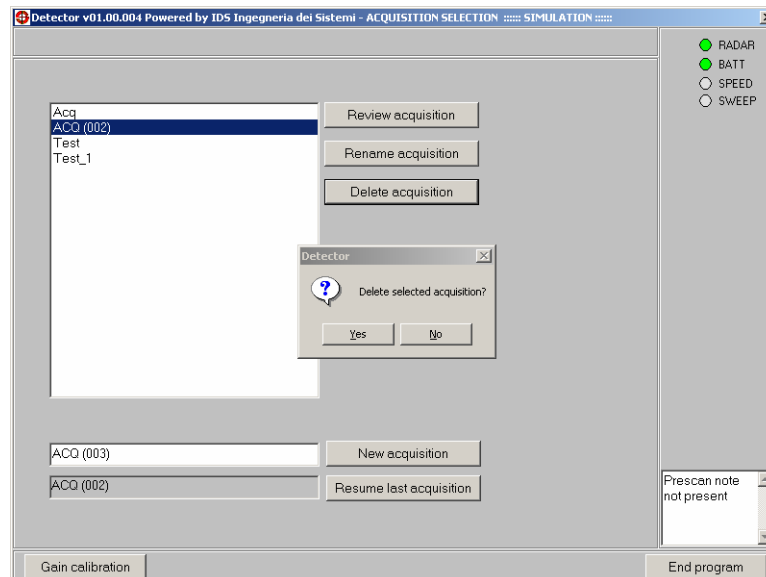 Detector v01.00.004 Powered by IDS Ingegneria dei Sistemi - ACQUISITION SELECTION :::::: SIMULATION ::::::
RADAR
BATT
SPEED
SWEEP
Acq
ACQ (002)
Test
Test_1
Review acquisition
Rename acquisition
Delete acquisition
Detector
Delete selected acquisition?
Yes
No
ACQ (003)
New acquisition
ACQ (002)
Resume last acquisition
Prescan note
not present
Gain calibration
End program